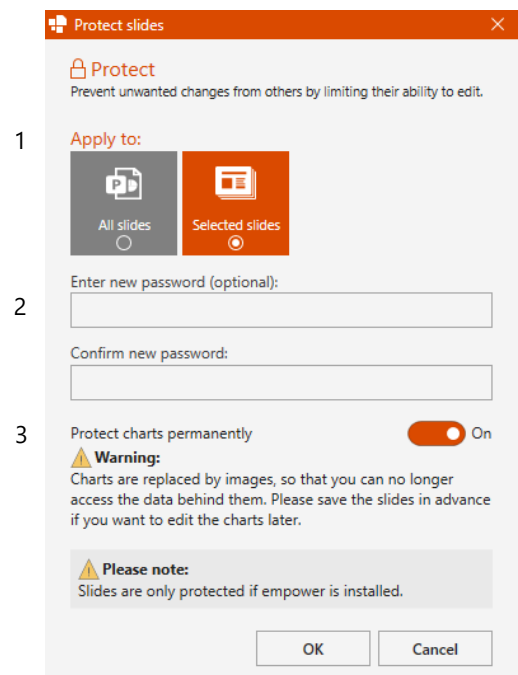 Protect slides
Protect
Prevent unwanted changes from others by limiting their ability to edit.
1
Apply to:
All slides
Selected slides
Enter new password (optional):
2
Confirm new password:
3
Protect charts permanently
On
Warning:
Charts are replaced by images, so that you can no longer
access the data behind them. Please save the slides in advance
if you want to edit the charts later.
Please note:
Slides are only protected if empower is installed.
OK
Cancel